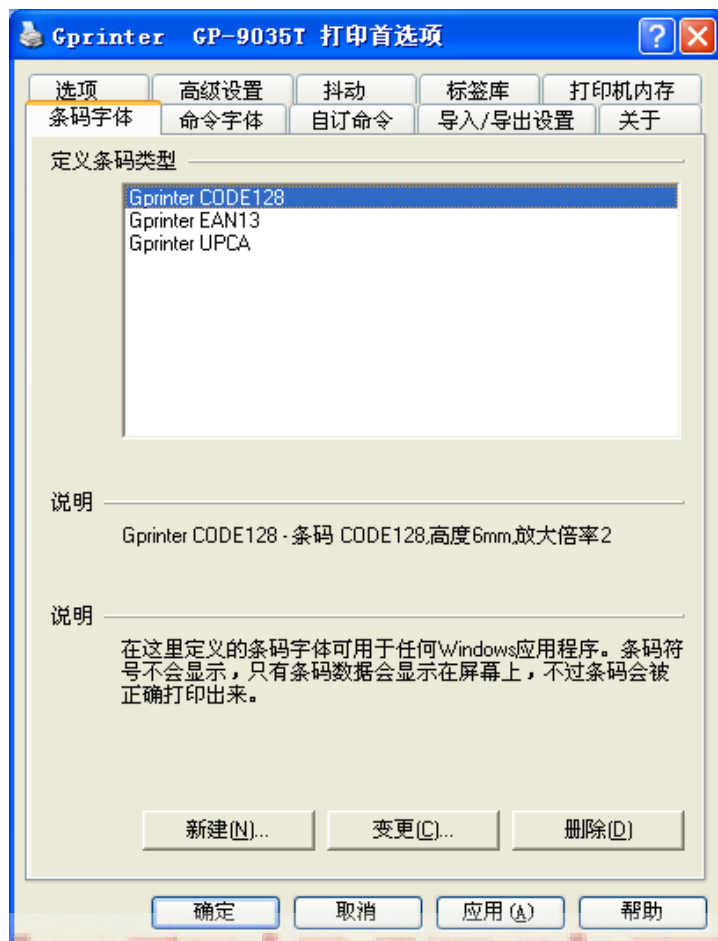 Gprinter GP-9035T 打印首选项
选项 高级设置 抖动 标签库 打印机内存
条码字体 命令字体 自订命令 导入/导出设置 关于
定义条码类型
Gprinter CODE128
Gprinter EAN13
Gprinter UPCA
说明
Gprinter CODE128 - 条码 CODE128,高度6mm,放大倍率2
说明
在这里定义的条码字体可用于任何Windows应用程序。条码符
号不会显示，只有条码数据会显示在屏幕上，不过条码会被
正确打印出来。
新建(N)... 变更(C)... 删除(D)
确定 取消 应用(A) 帮助